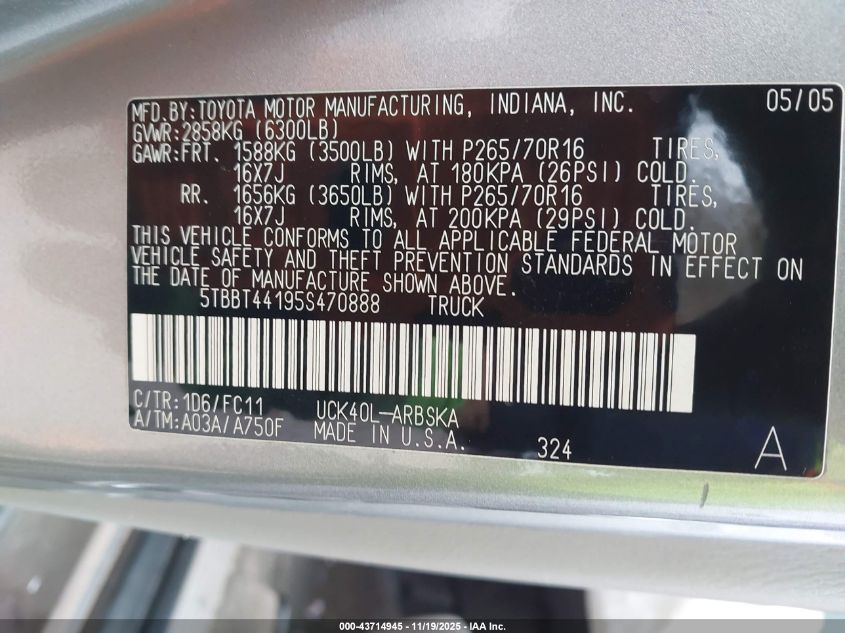 MFD.BY:TOYOTA MOTOR MANUFACTURING, INDIANA, INC. 05/05
GVWR:2858KG (6300LB)
GAWR:FRT. 1588KG (3500LB) WITH P265/70R16 TIRES,
16X7J RIMS, AT 180KPA (26PSI) COLD.
RR. 1656KG (3650LB) WITH P265/70R16 TIRES,
16X7J RIMS, AT 200KPA (29PSI) COLD.
THIS VEHICLE CONFORMS TO ALL APPLICABLE FEDERAL MOTOR
VEHICLE SAFETY AND THEFT PREVENTION STANDARDS IN EFFECT ON
THE DATE OF MANUFACTURE SHOWN ABOVE.
5TBBT44195S470888 TRUCK
C/TR:1D6/FC11 UCK40L-ARBSKA
A/TM:A03A/A750F MADE IN U.S.A. 324 A
000-43714945 - 11/19/2025 - IAA Inc.